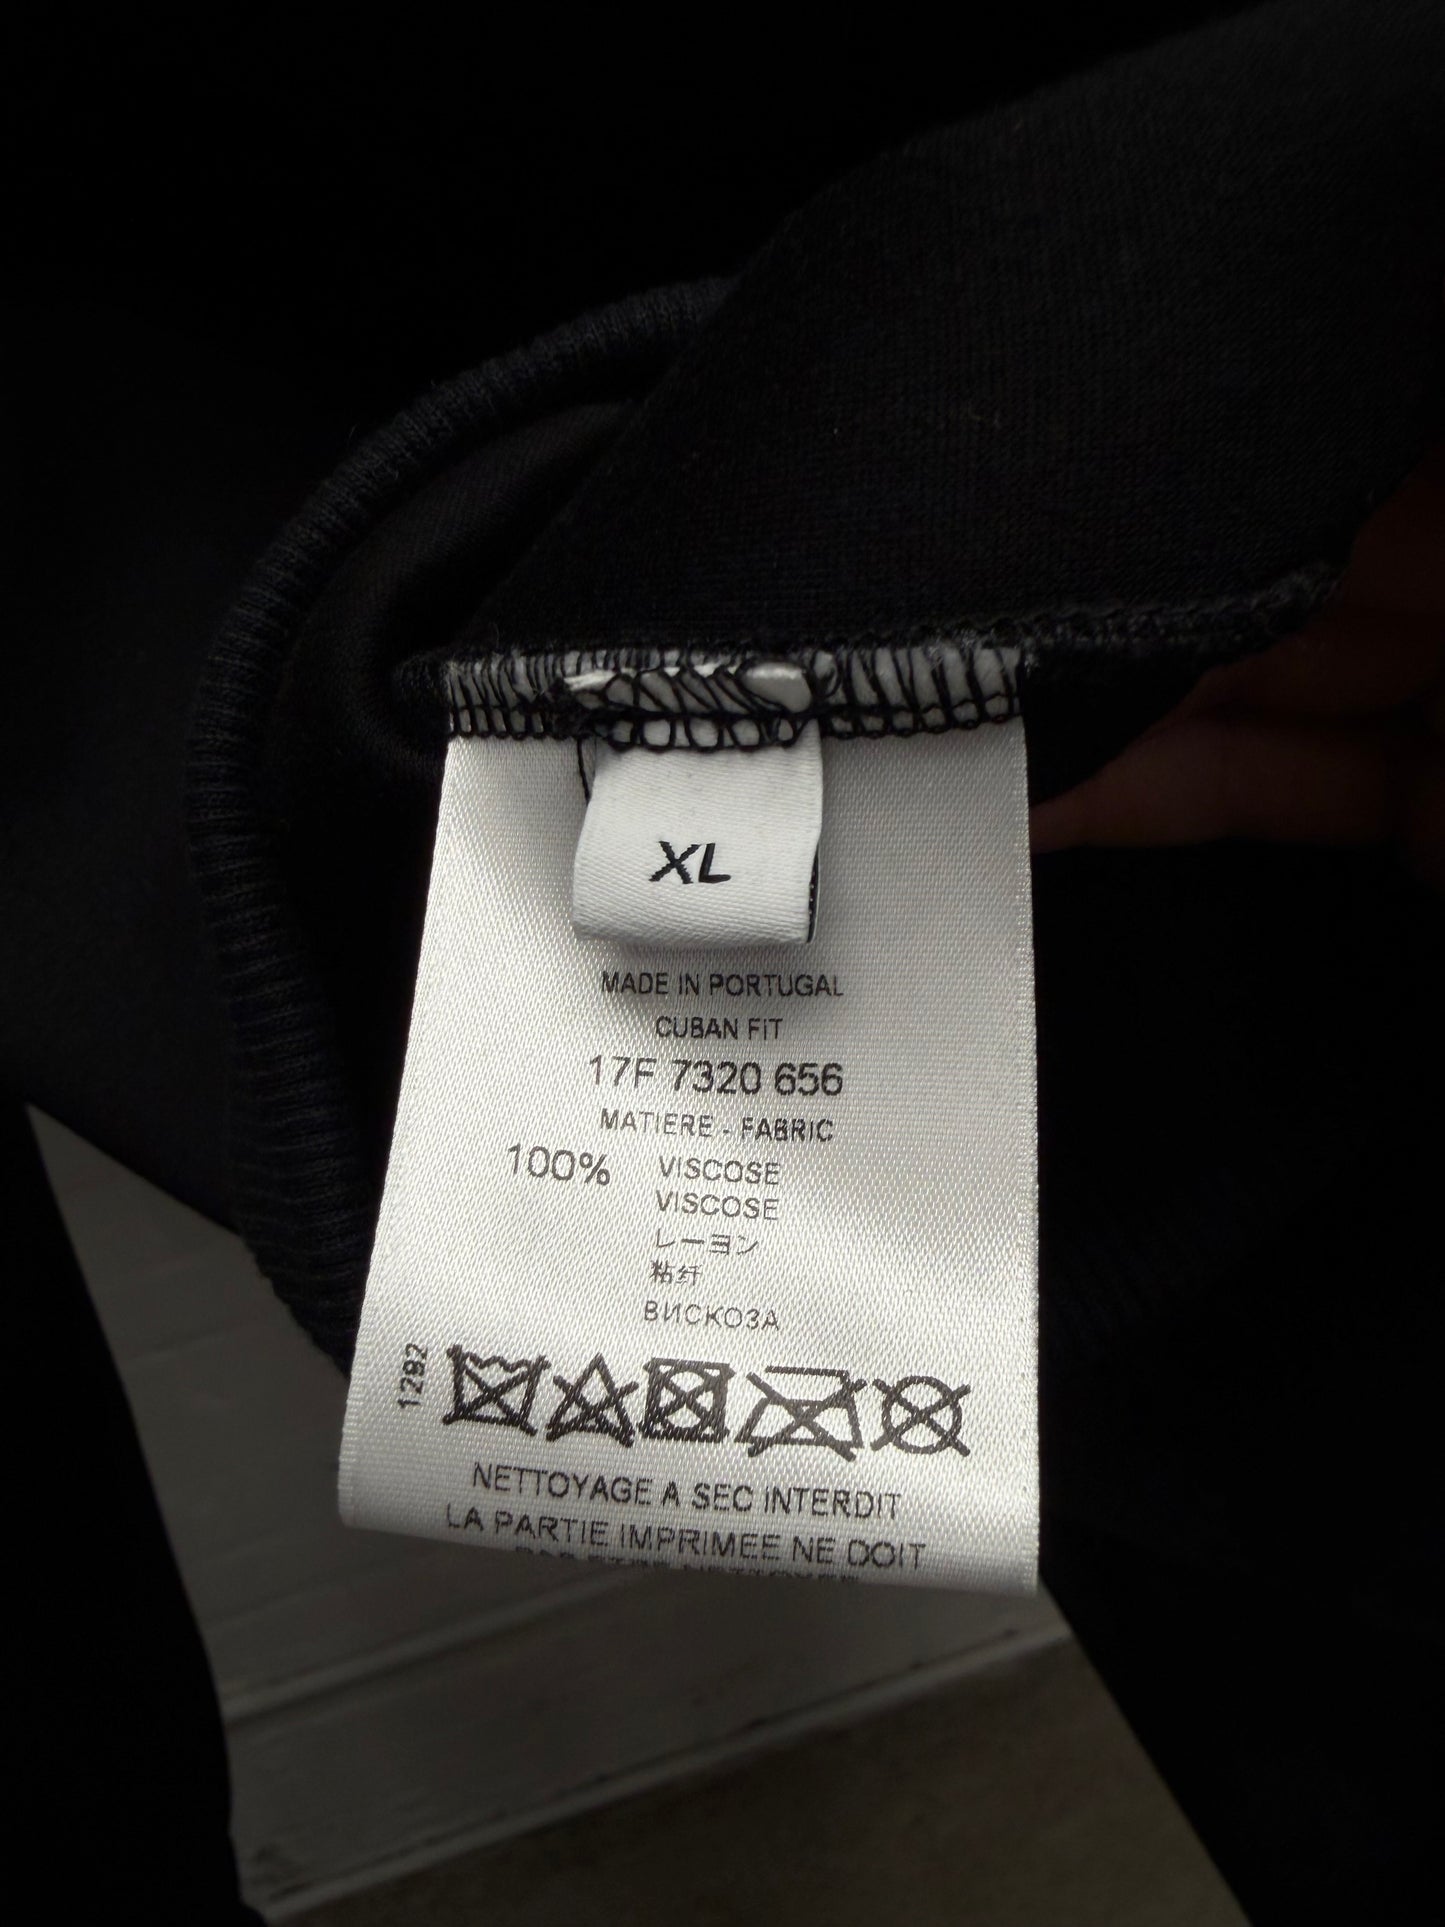 XL
MADE IN PORTUGAL
CUBAN FIT
17F 7320 656
MATIERE - FABRIC
100% VISCOSE
VISCOSE
レーヨン
粘纤
ВИСКОЗА
1292
NETTOYAGE A SEC INTERDIT
LA PARTIE IMPRIMEE NE DOIT